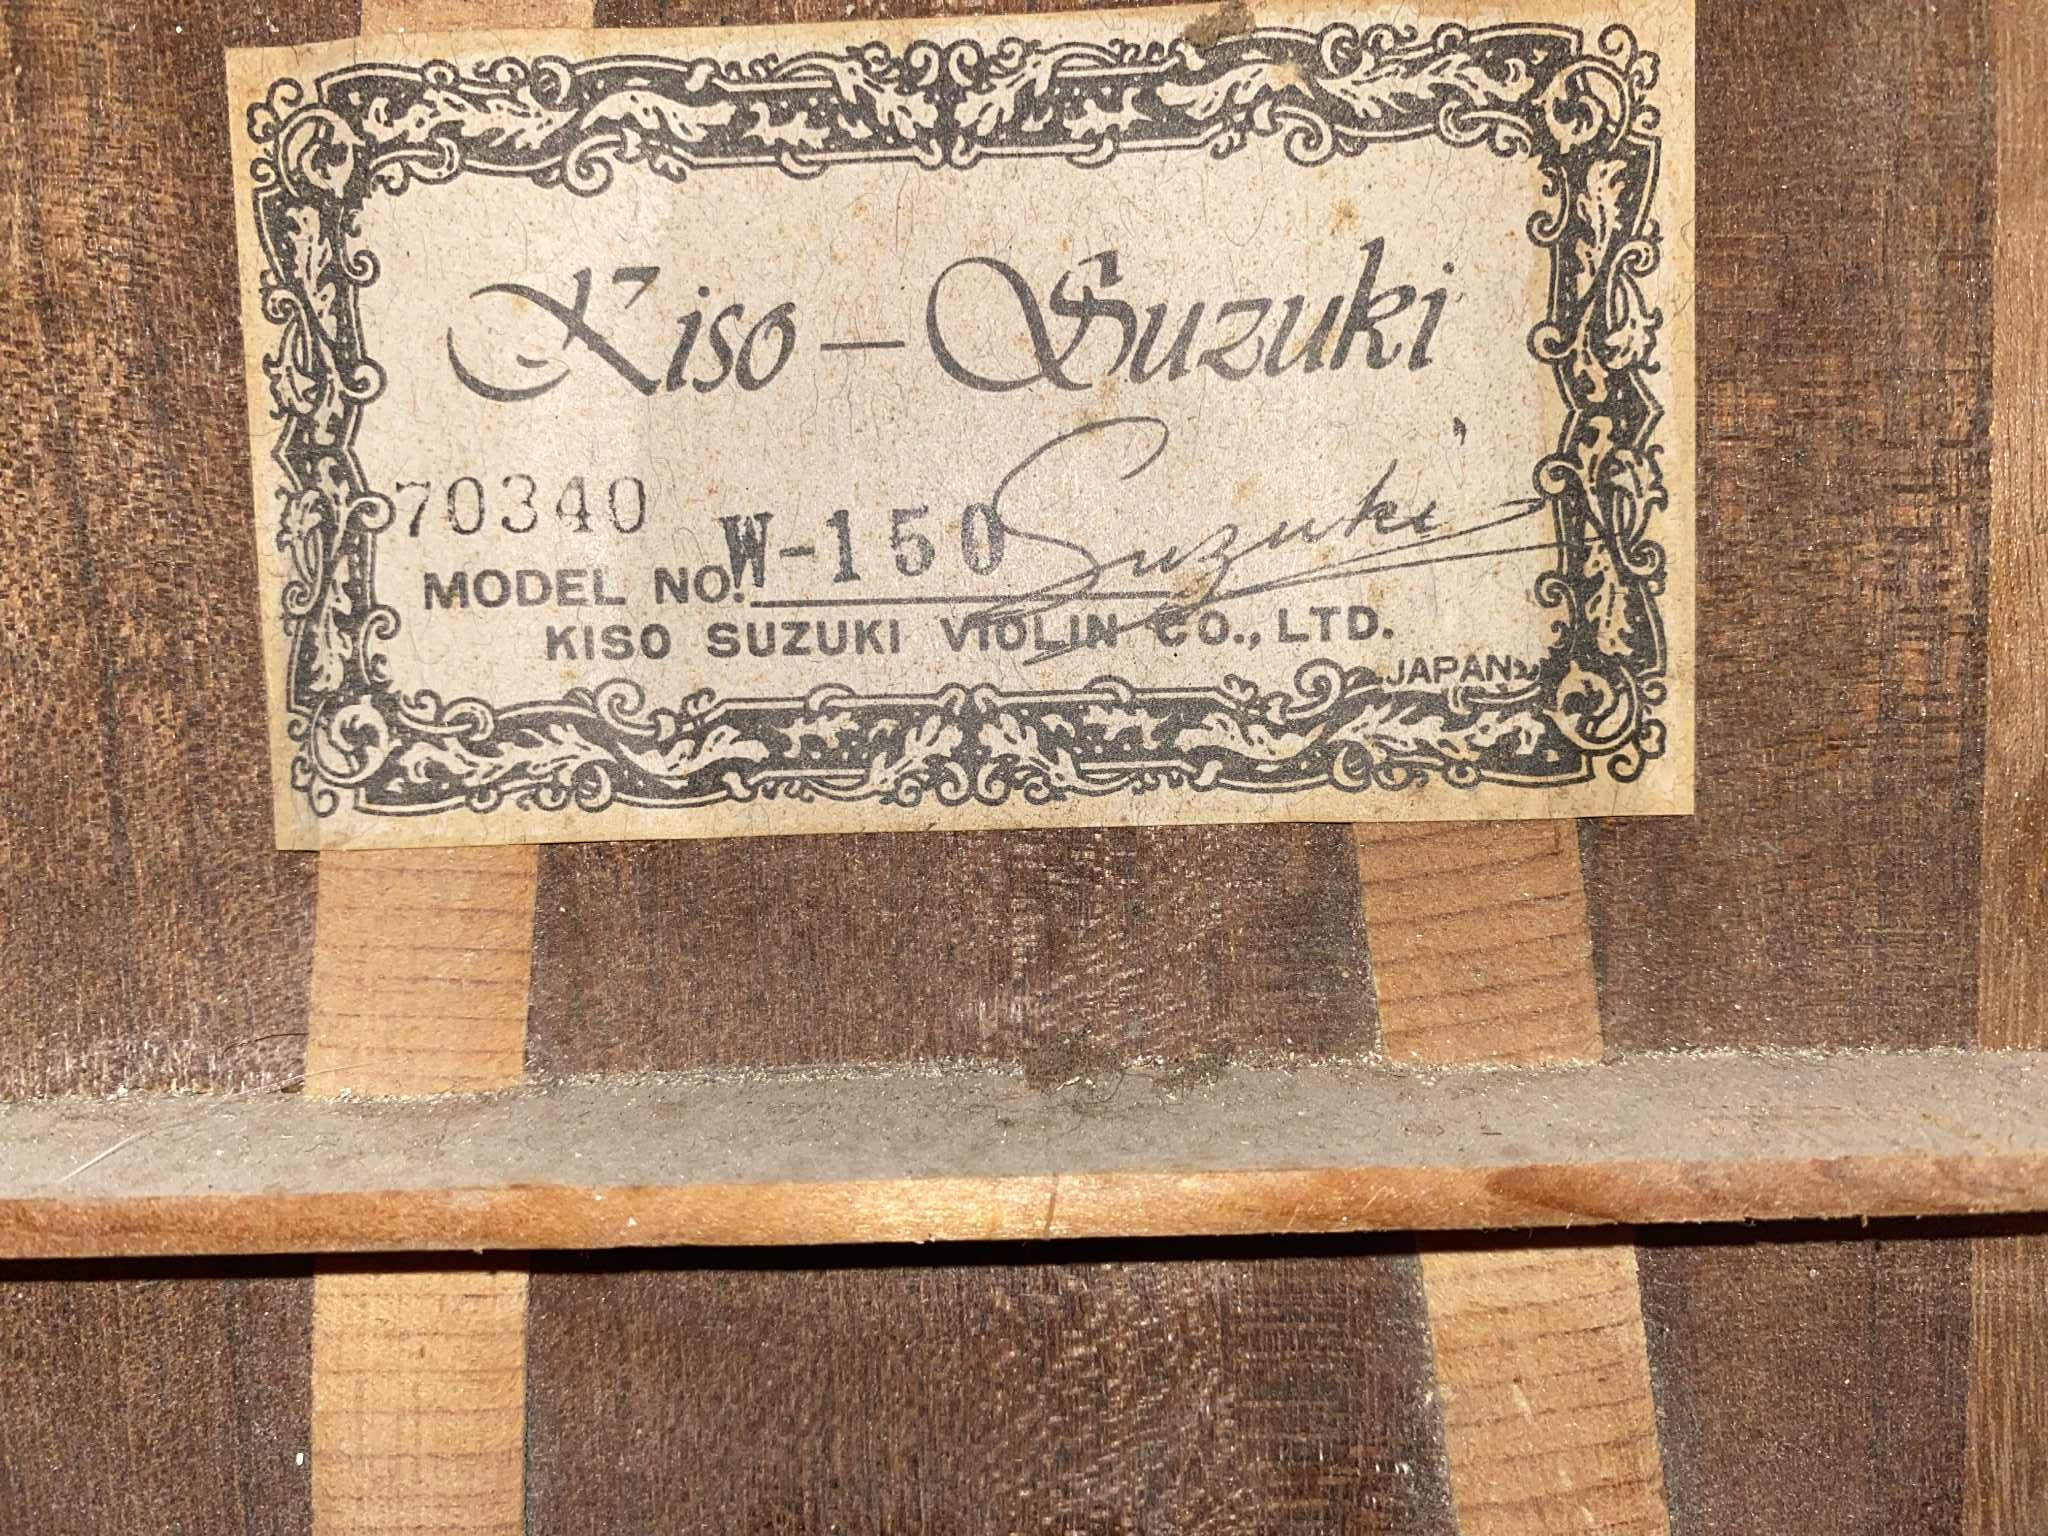 Kiso - Suzuki
70340
MODEL NO. W-150 Suzuki
KISO SUZUKI VIOLIN CO., LTD.
JAPAN